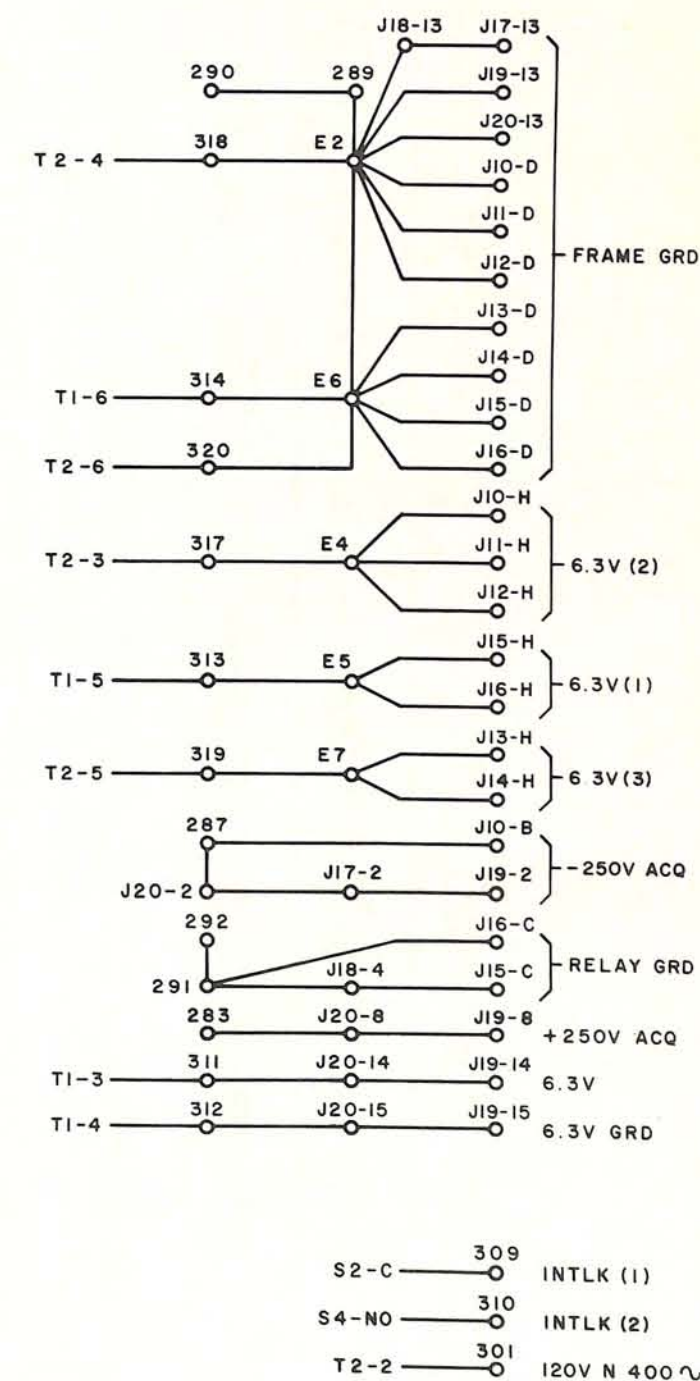 J18-13 J17-13
290 289 J19-13
T2-4 318 E2 J20-13
J10-D
J11-D
J12-D
FRAME GRD
J13-D
J14-D
T1-6 314 E6 J15-D
T2-6 320 J16-D
J10-H
T2-3 317 E4 J11-H 6.3V (2)
J12-H
J15-H
T1-5 313 E5 6.3V (1)
J16-H
J13-H
T2-5 319 E7 6.3V (3)
J14-H
287 J10-B
-250V ACQ
J20-2 J17-2 J19-2
292 J16-C
RELAY GRD
291 J18-4 J15-C
283 J20-8 J19-8 +250V ACQ
T1-3 311 J20-14 J19-14 6.3V
T1-4 312 J20-15 J19-15 6.3V GRD
S2-C 309 INTLK (1)
S4-NO 310 INTLK (2)
T2-2 301 120V N 400∿